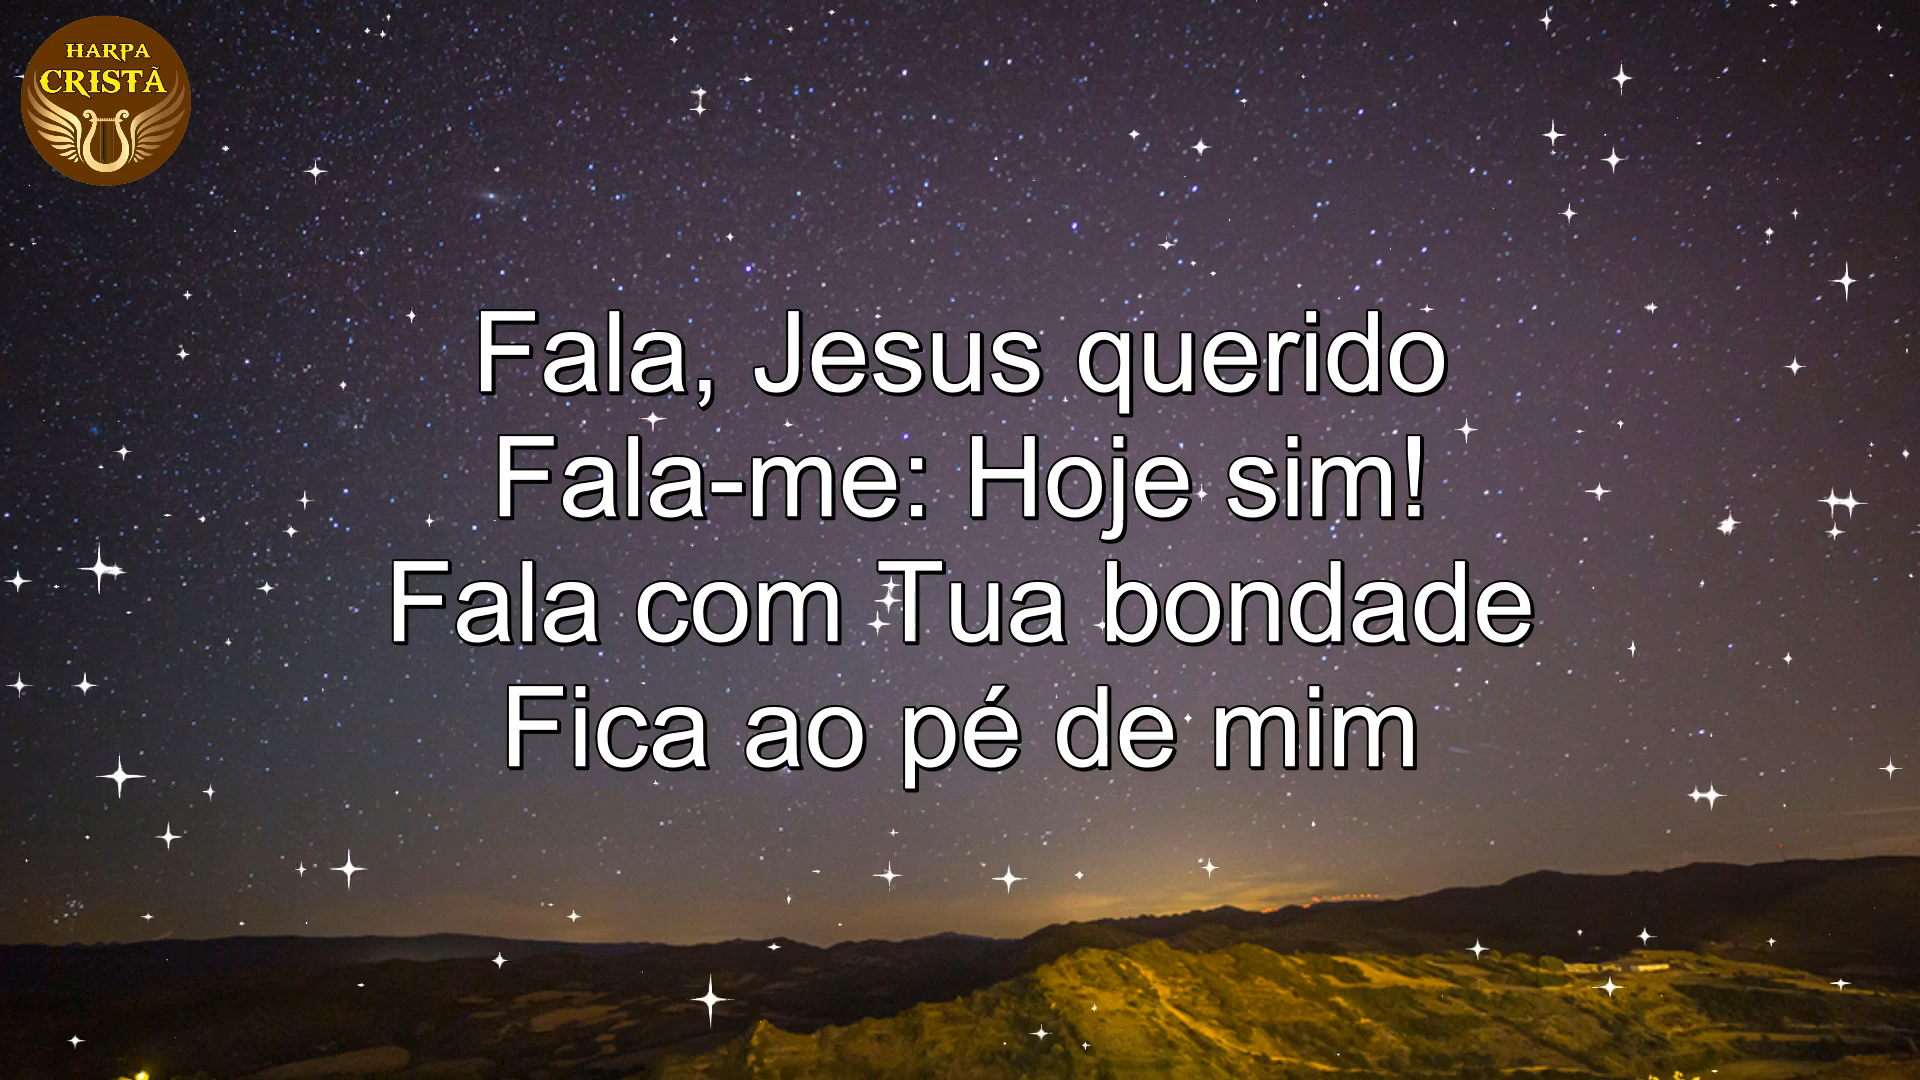 HARPA
CRISTÃ
Fala, Jesus querido
Fala-me: Hoje sim!
Fala com Tua bondade
Fica ao pé de mim